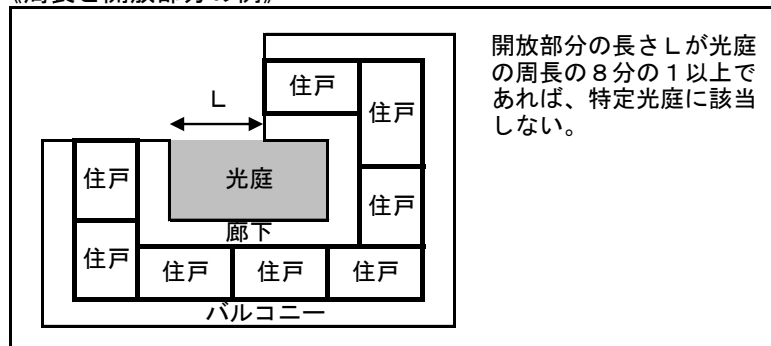 《周長と開放部分の例》
開放部分の長さLが光庭
の周長の8分の1以上で
あれば、特定光庭に該当
しない。
L
住戸
住戸
住戸
光庭
住戸
廊下
住戸
住戸
住戸
住戸
バルコニー